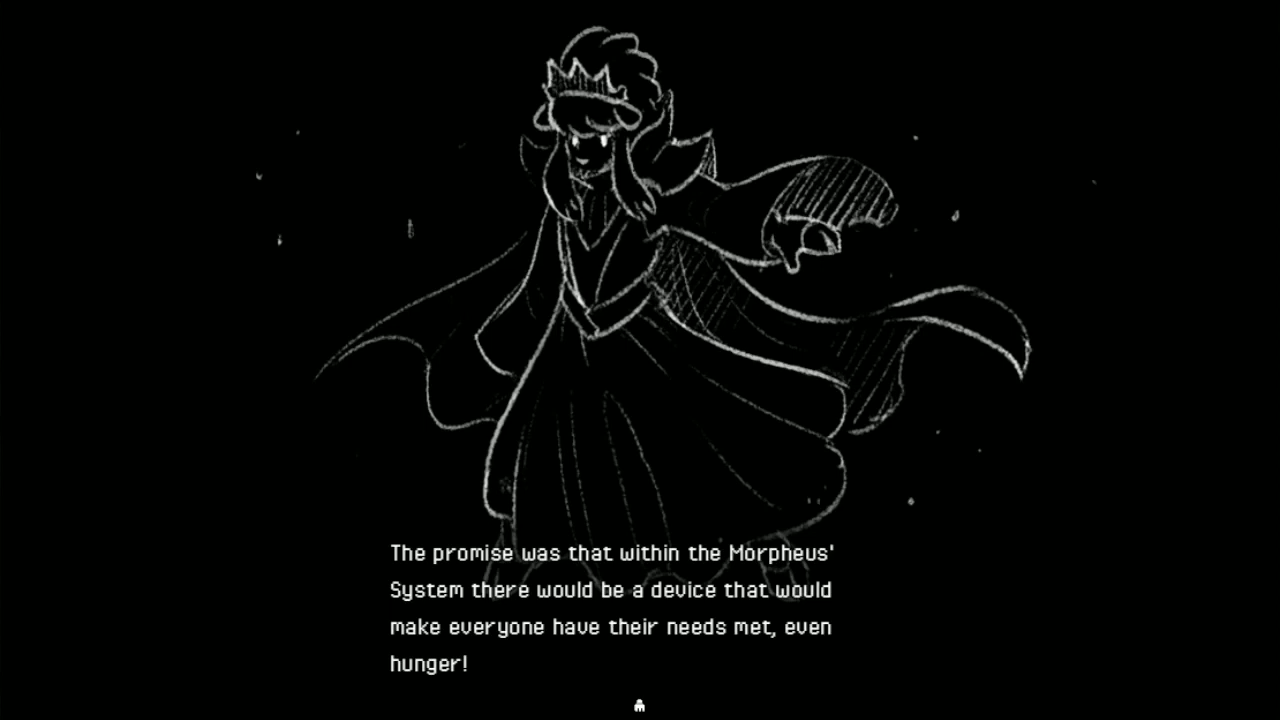 The promise was that within the Morpheus'
System there would be a device that would
make everyone have their needs met, even
hunger!